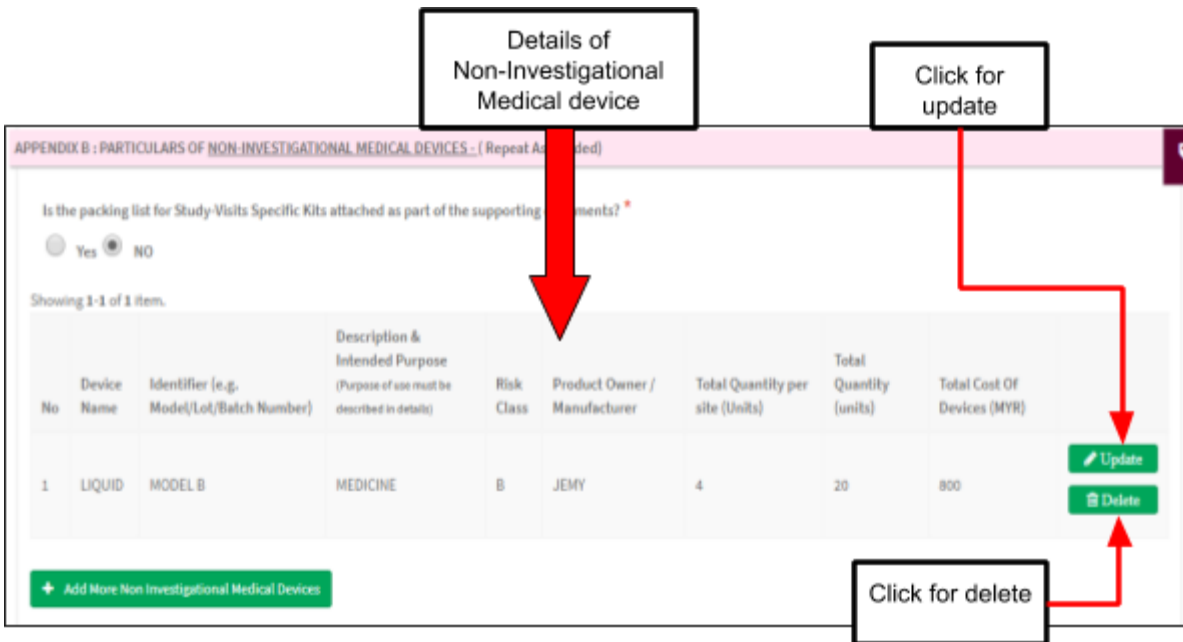 Details of
Non-Investigational
Medical device
Click for
update
APPENDIX B : PARTICULARS OF NON-INVESTIGATIONAL MEDICAL DEVICES - ( Repeat As ded)
Is the packing list for Study-Visits Specific Kits attached as part of the supporting ments? *
Yes NO
Showing 1-1 of 1 item.
No
Device
Name
Identifier (e.g.
Model/Lot/Batch Number)
Description &
Intended Purpose
(Purpose of use must be
described in details)
Risk
Class
Product Owner /
Manufacturer
Total Quantity per
site (Units)
Total
Quantity
(units)
Total Cost Of
Devices (MYR)
1 LIQUID MODEL B MEDICINE B JEMY 4 20 800
Update
Delete
+ Add More Non Investigational Medical Devices
Click for delete